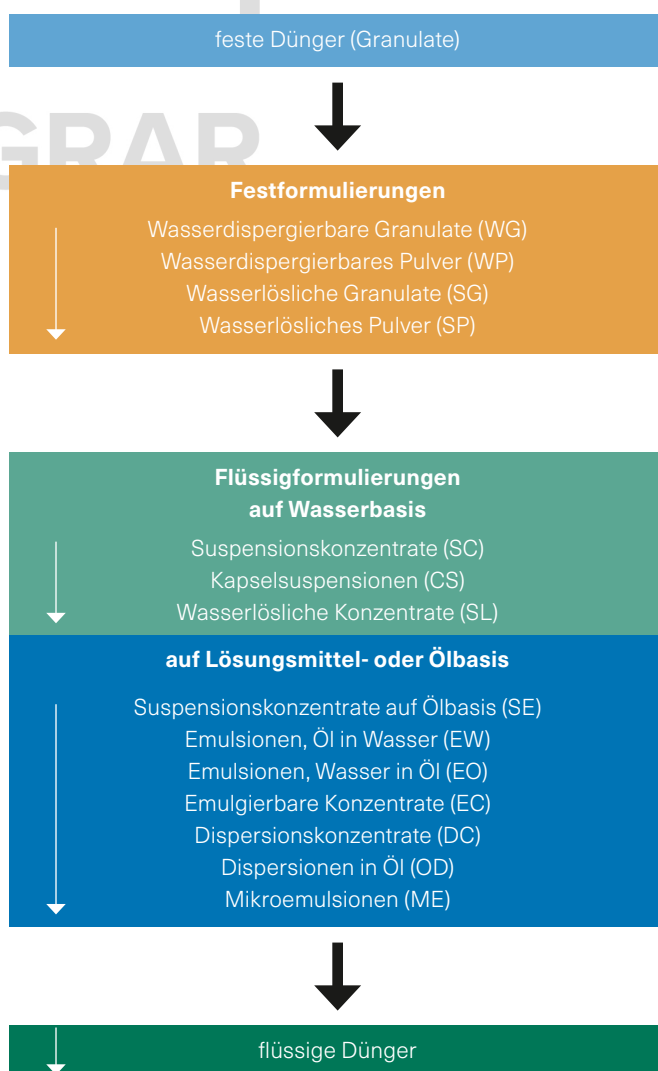 feste Dünger (Granulate)
GRAR
Festformulierungen
Wasserdispergierbare Granulate (WG)
Wasserdispergierbares Pulver (WP)
Wasserlösliche Granulate (SG)
Wasserlösliches Pulver (SP)
Flüssigformulierungen
auf Wasserbasis
Suspensionskonzentrate (SC)
Kapselsuspensionen (CS)
Wasserlösliche Konzentrate (SL)
auf Lösungsmittel- oder Ölbasis
Suspensionskonzentrate auf Ölbasis (SE)
Emulsionen, Öl in Wasser (EW)
Emulsionen, Wasser in Öl (EO)
Emulgierbare Konzentrate (EC)
Dispersionskonzentrate (DC)
Dispersionen in Öl (OD)
Mikroemulsionen (ME)
flüssige Dünger